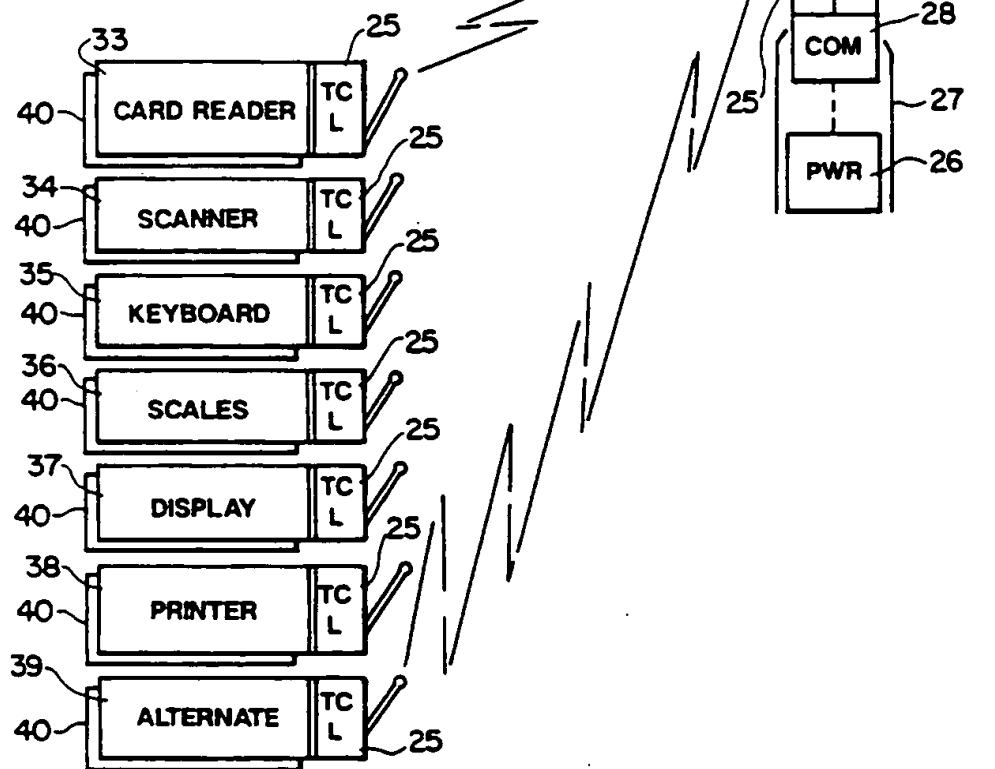 25
28
33
COM
TC
40
CARD READER
L
25
27
25
PWR
26
34
TC
40
SCANNER
L
25
35
TC
40
KEYBOARD
L
25
36
TC
40
SCALES
L
25
37
TC
40
DISPLAY
L
25
38
TC
40
PRINTER
L
39
TC
40
ALTERNATE
L
25